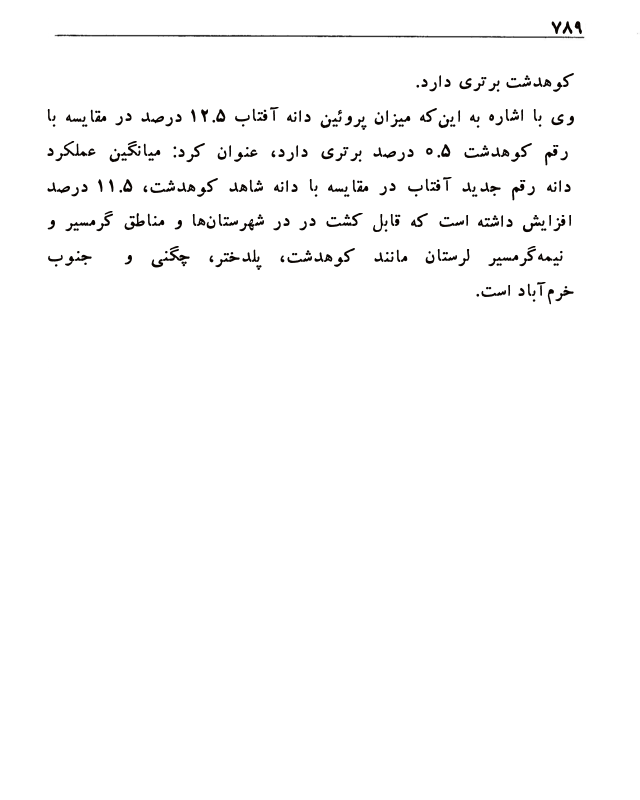 ۷۸۹
کوهدشت برتری دارد.
وی با اشاره به این‌که میزان پروئین دانه آفتاب ۱۲.۵ درصد در مقایسه با
رقم کوهدشت ۰.۵ درصد برتری دارد، عنوان کرد: میانگین عملکرد
دانه رقم جدید آفتاب در مقایسه با دانه شاهد کوهدشت، ۱۱.۵ درصد
افزایش داشته است که قابل کشت در در شهرستان‌ها و مناطق گرمسیر و
نیمه‌گرمسیر لرستان مانند کوهدشت، پلدختر، چگنی و جنوب
خرم‌آباد است.